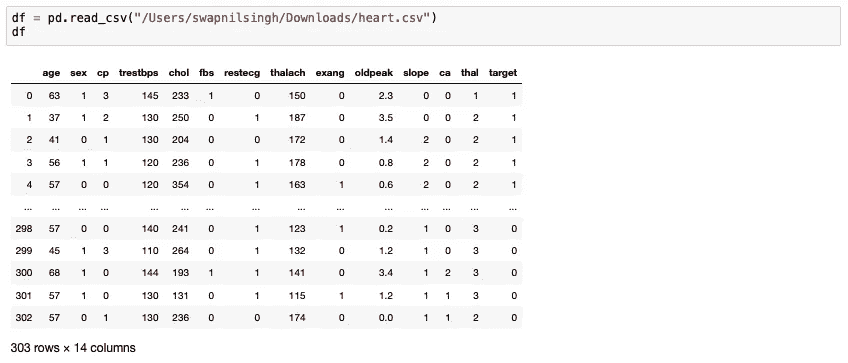 df = pd.read_csv("/Users/swapnilsingh/Downloads/heart.csv")
df
age sex cp trestbps chol fbs restecg thalach exang oldpeak slope ca thal target
0 63 1 3 145 233 1 0 150 0 2.3 0 0 1 1
1 37 1 2 130 250 0 1 187 0 3.5 0 0 2 1
2 41 0 1 130 204 0 0 172 0 1.4 2 0 2 1
3 56 1 1 120 236 0 1 178 0 0.8 2 0 2 1
4 57 0 0 120 354 0 1 163 1 0.6 2 0 2 1
... ... ... ... ... ... ... ... ... ... ... ... ... ... ...
298 57 0 0 140 241 0 1 123 1 0.2 1 0 3 0
299 45 1 3 110 264 0 1 132 0 1.2 1 0 3 0
300 68 1 0 144 193 1 1 141 0 3.4 1 2 3 0
301 57 1 0 130 131 0 1 115 1 1.2 1 1 3 0
302 57 0 1 130 236 0 0 174 0 0.0 1 1 2 0
303 rows × 14 columns